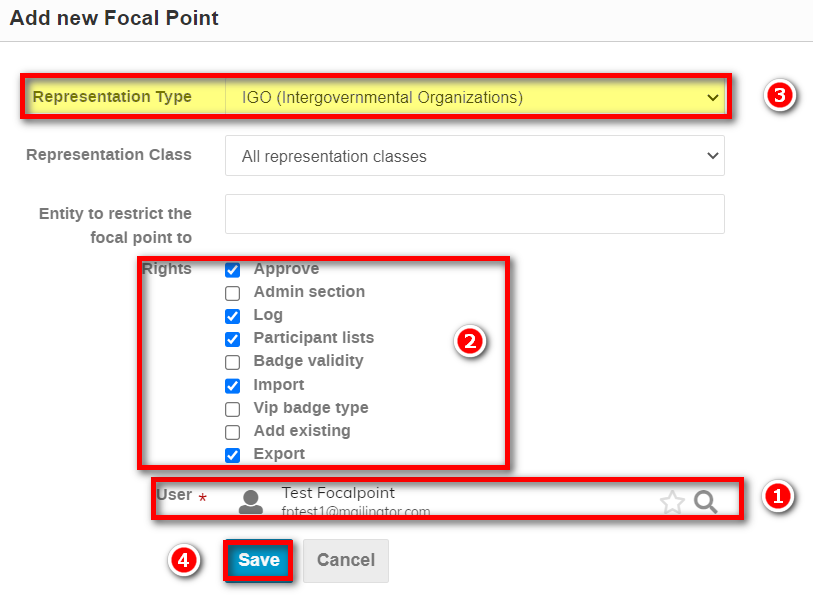 Add new Focal Point
Representation Type
IGO (Intergovernmental Organizations)
3
Representation Class
All representation classes
Entity to restrict the
focal point to
Rights
Approve
Admin section
Log
Participant lists
2
Badge validity
Import
Vip badge type
Add existing
Export
User *
Test Focalpoint
fptest1@mailinator.com
1
4
Save
Cancel